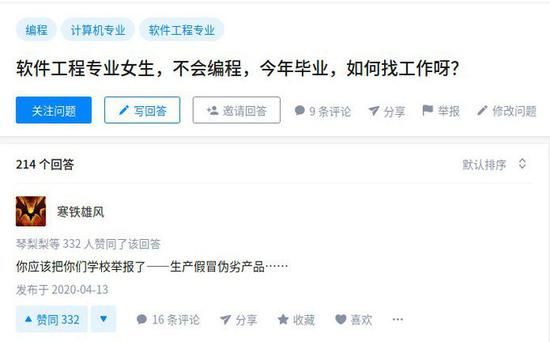 编程 计算机专业 软件工程专业
软件工程专业女生，不会编程，今年毕业，如何找工作呀？
关注问题 写回答 邀请回答 9 条评论 分享 举报 修改问题
214 个回答 默认排序
寒铁雄风
琴梨梨等 332 人赞同了该回答
你应该把你们学校举报了——生产假冒伪劣产品……
发布于 2020-04-13
赞同 332 16 条评论 分享 收藏 喜欢 …